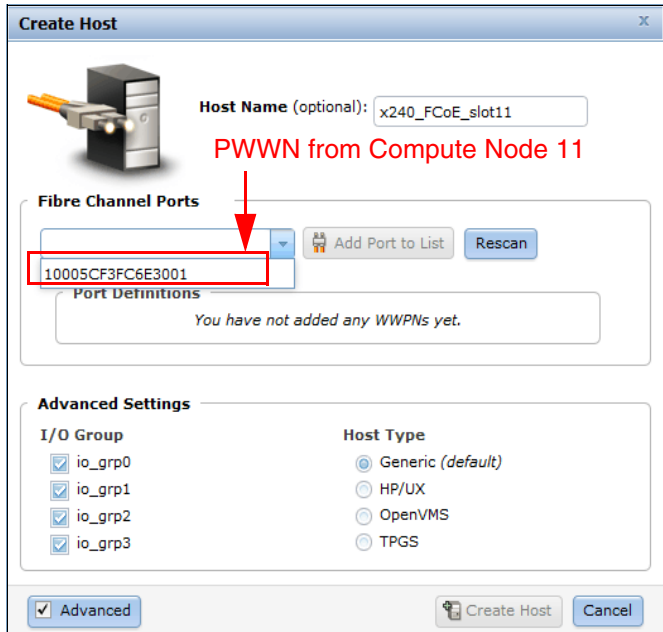 Create Host x
Host Name (optional): x240_FCoE_slot11
PWWN from Compute Node 11
Fibre Channel Ports
Add Port to List Rescan
10005CF3FC6E3001
Port Definitions
You have not added any WWPNs yet.
Advanced Settings
I/O Group Host Type
io_grp0 Generic (default)
io_grp1 HP/UX
io_grp2 OpenVMS
io_grp3 TPGS
Advanced Create Host Cancel